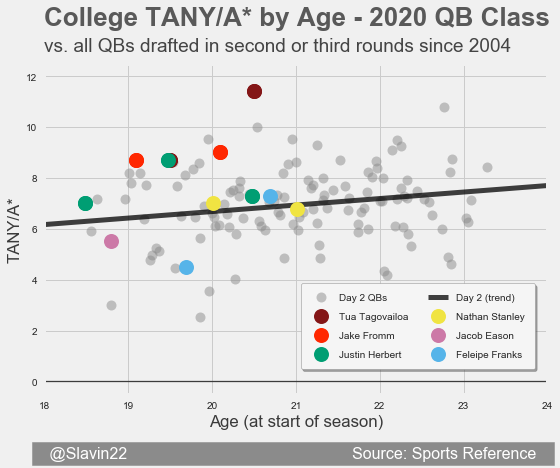 College TANY/A* by Age - 2020 QB Class
vs. all QBs drafted in second or third rounds since 2004
12
10
8
6
4
2
0
TANY/A*
Day 2 QBs
Day 2 (trend)
Tua Tagovailoa
Nathan Stanley
Jake Fromm
Jacob Eason
Justin Herbert
Feleipe Franks
18 19 20 21 22 23 24
Age (at start of season)
@Slavin22 Source: Sports Reference